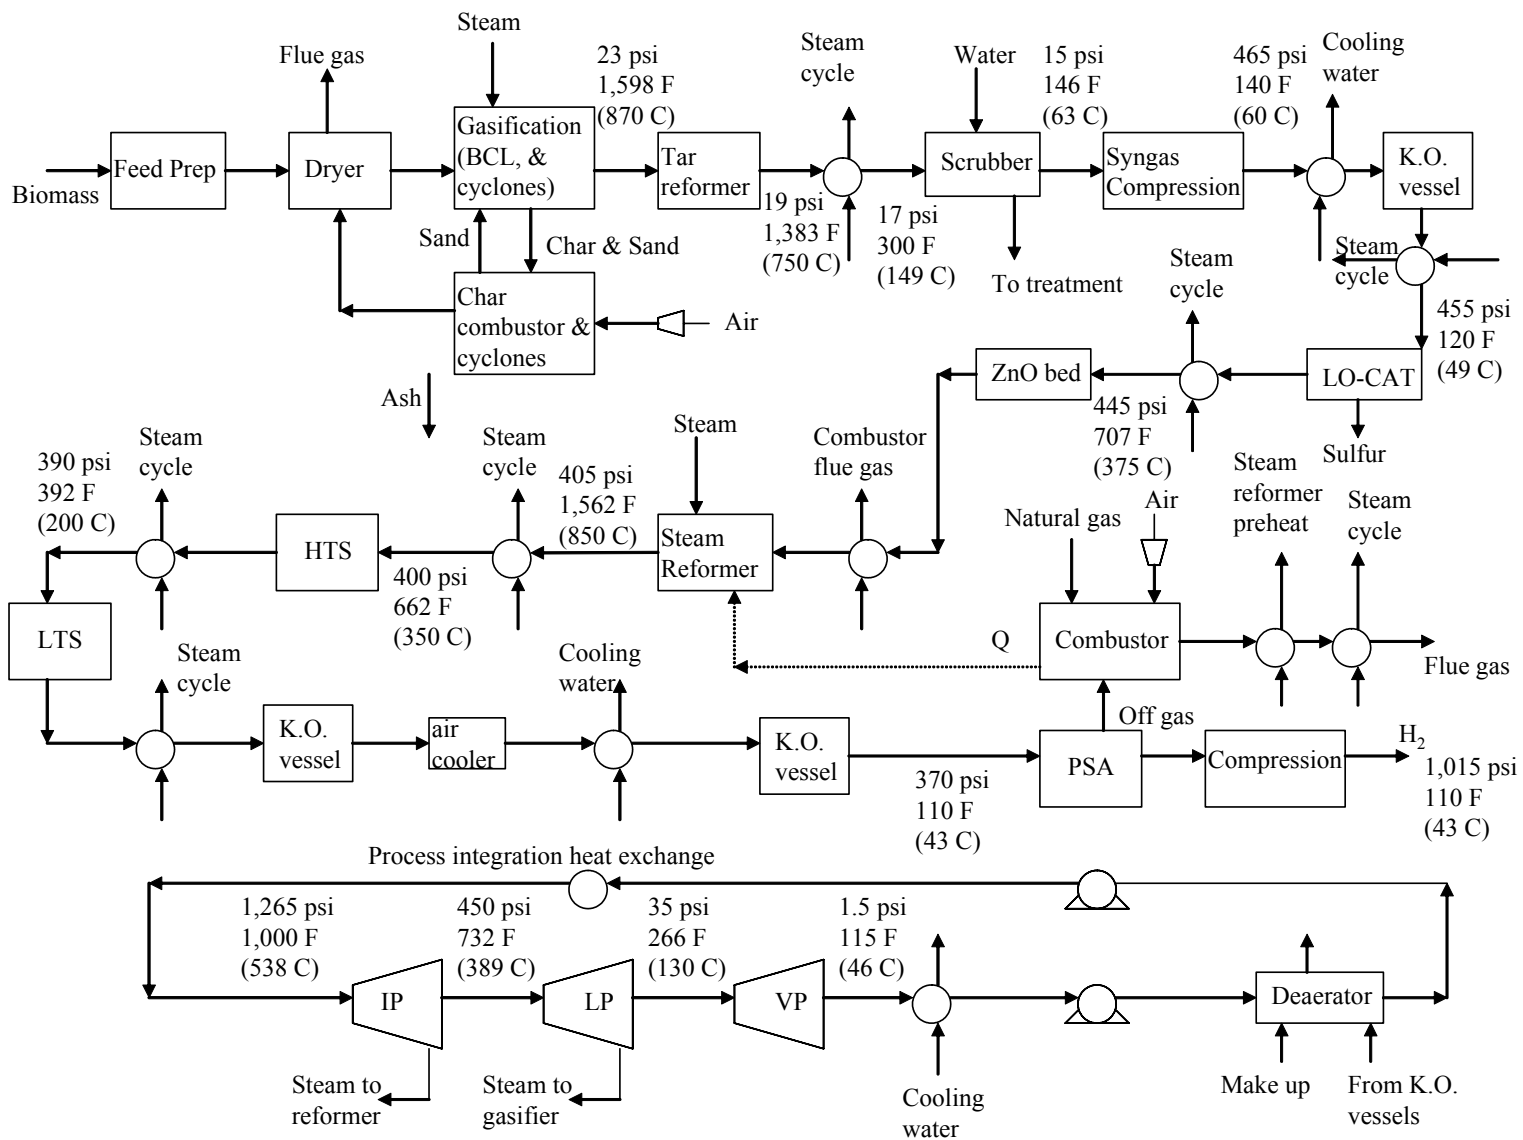 Steam
Flue gas
23 psi
1,598 F
(870 C)
Steam
cycle
Water
15 psi
146 F
(63 C)
465 psi
140 F
(60 C)
Cooling
water
Biomass
Feed Prep
Dryer
Gasification
(BCL, &
cyclones)
Tar
reformer
19 psi
1,383 F
(750 C)
17 psi
300 F
(149 C)
Scrubber
To treatment
Syngas
Compression
K.O.
vessel
Steam
cycle
Sand
Char & Sand
Char
combustor &
cyclones
Air
Ash
Steam
cycle
455 psi
120 F
(49 C)
LO-CAT
Sulfur
ZnO bed
445 psi
707 F
(375 C)
390 psi
392 F
(200 C)
Steam
cycle
Steam
cycle
405 psi
1,562 F
(850 C)
Steam
Combustor
flue gas
Steam
reformer
preheat
Steam
cycle
Natural gas
Air
HTS
400 psi
662 F
(350 C)
Steam
Reformer
LTS
Steam
cycle
Cooling
water
Q
Combustor
Flue gas
Off gas
K.O.
vessel
air
cooler
K.O.
vessel
370 psi
110 F
(43 C)
PSA
Compression
H2
1,015 psi
110 F
(43 C)
Process integration heat exchange
1,265 psi
1,000 F
(538 C)
450 psi
732 F
(389 C)
35 psi
266 F
(130 C)
1.5 psi
115 F
(46 C)
IP
LP
VP
Deaerator
Steam to
reformer
Steam to
gasifier
Cooling
water
Make up
From K.O.
vessels